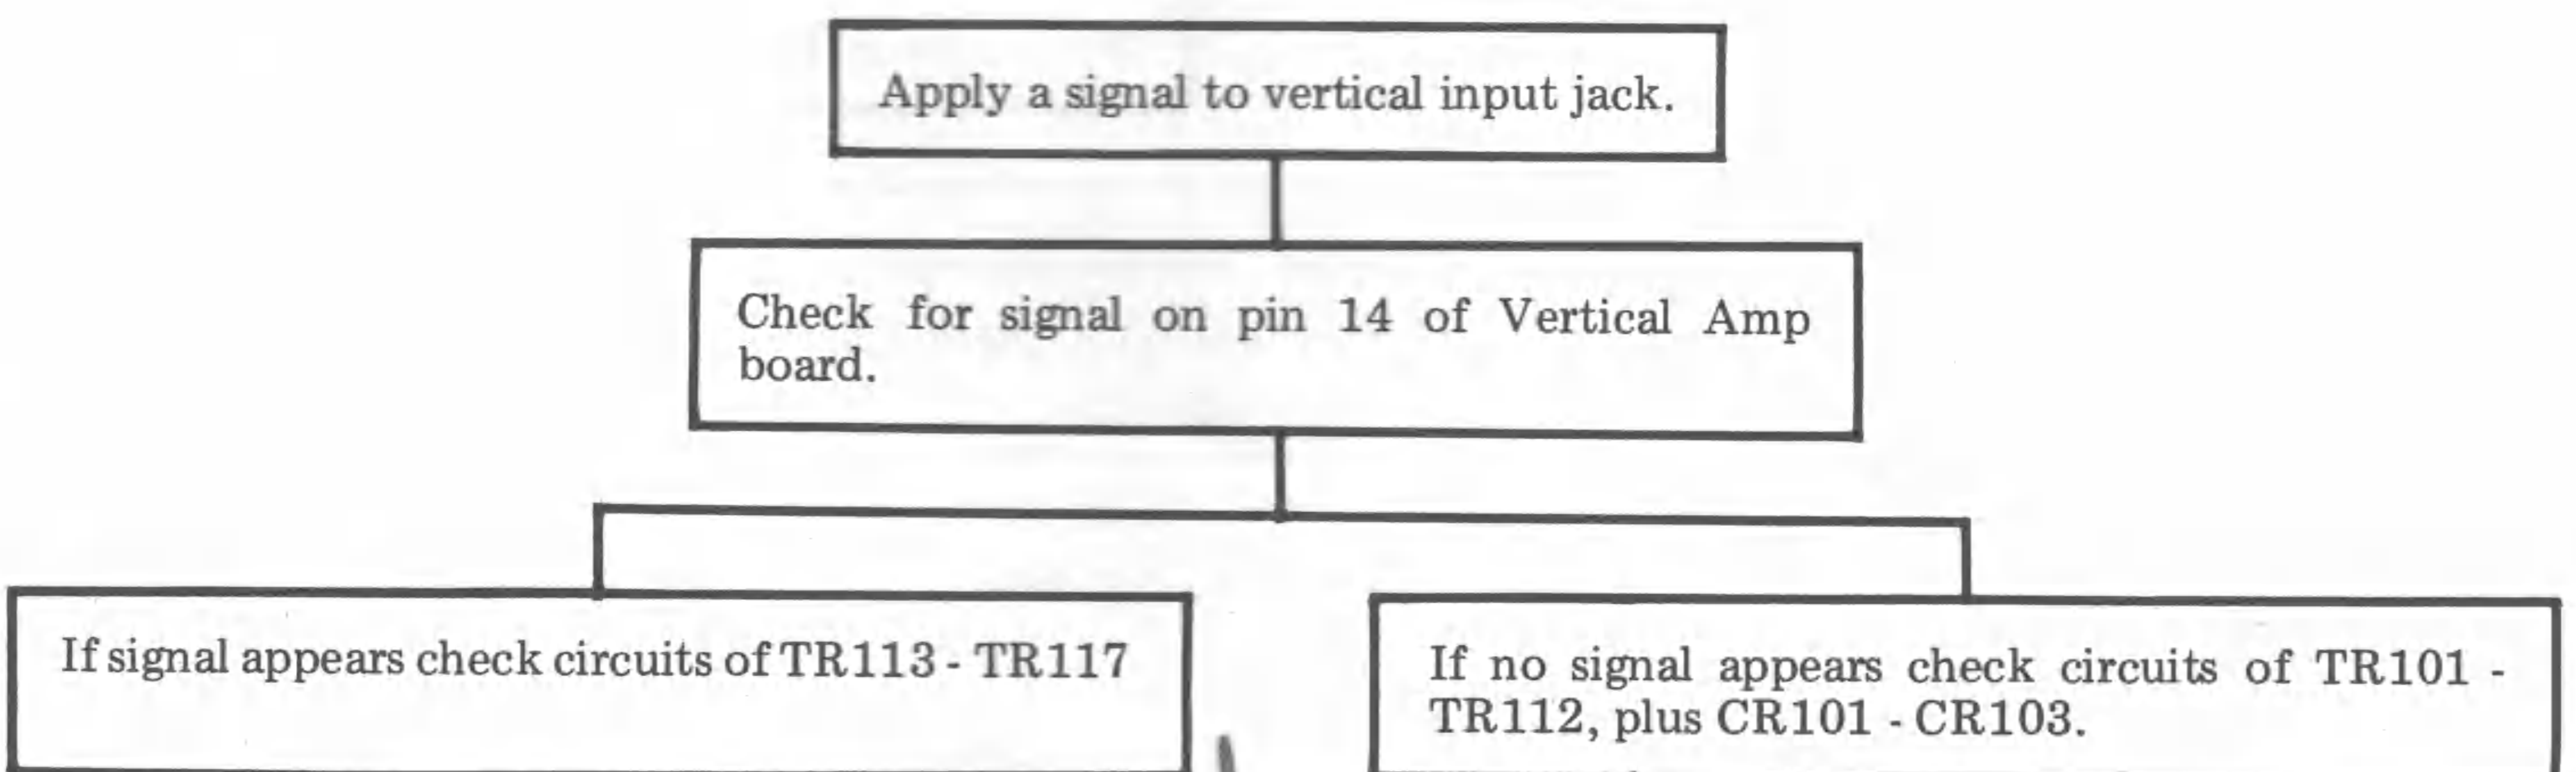 Apply a signal to vertical input jack.
Check for signal on pin 14 of Vertical Amp
board.
If signal appears check circuits of TR113 - TR117
If no signal appears check circuits of TR101 -
TR112, plus CR101 - CR103.